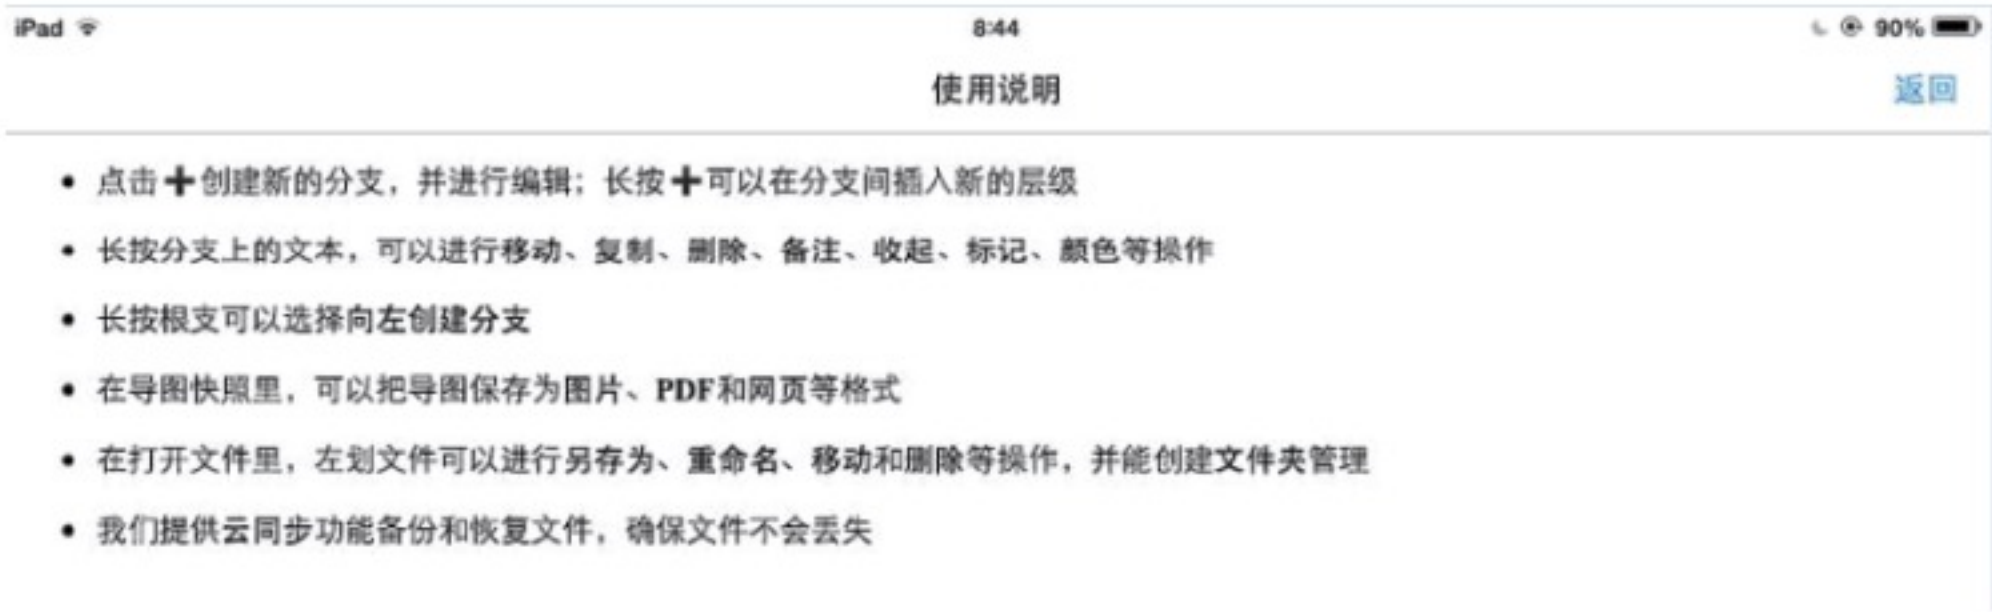 iPad 8:44 90%
使用说明 返回
• 点击➕创建新的分支，并进行编辑；长按➕可以在分支间插入新的层级
• 长按分支上的文本，可以进行移动、复制、删除、备注、收起、标记、颜色等操作
• 长按根支可以选择向左创建分支
• 在导图快照里，可以把导图保存为图片、PDF和网页等格式
• 在打开文件里，左划文件可以进行另存为、重命名、移动和删除等操作，并能创建文件夹管理
• 我们提供云同步功能备份和恢复文件，确保文件不会丢失